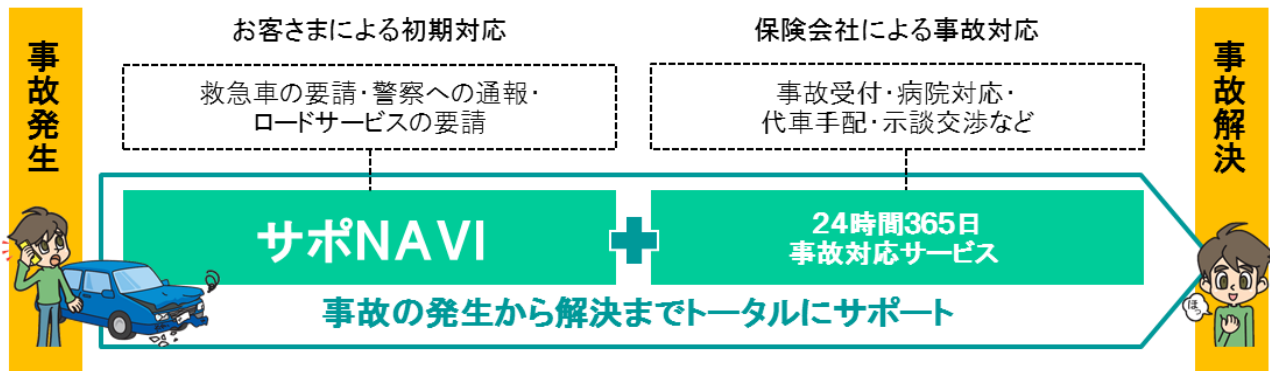 事故発生
お客さまによる初期対応
救急車の要請・警察への通報・
ロードサービスの要請
保険会社による事故対応
事故受付・病院対応・
代車手配・示談交渉など
サポNAVI
24時間365日
事故対応サービス
事故の発生から解決までトータルにサポート
事故解決
ほっ